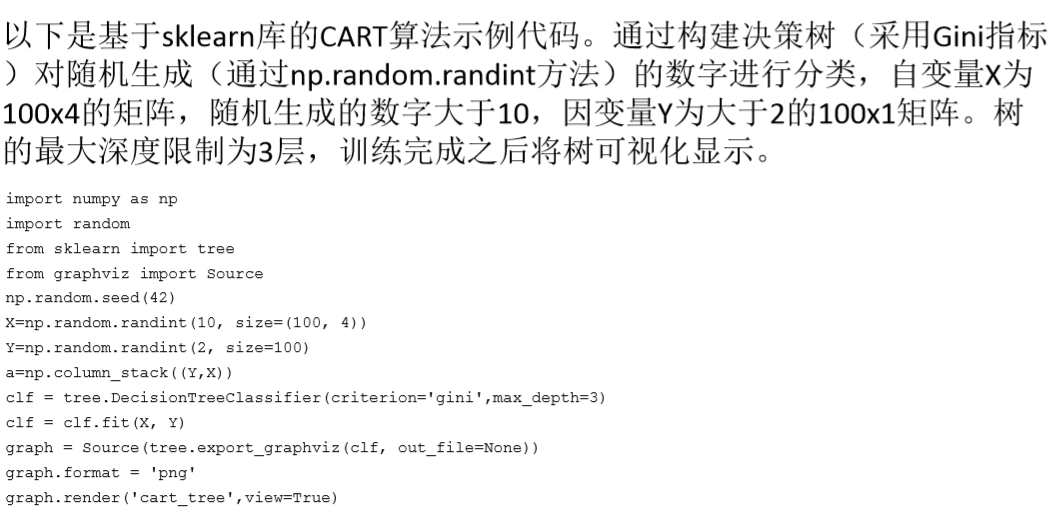 以下是基于sklearn库的CART算法示例代码。通过构建决策树（采用Gini指标
）对随机生成（通过np.random.randint方法）的数字进行分类，自变量X为
100x4的矩阵，随机生成的数字大于10，因变量Y为大于2的100x1矩阵。树
的最大深度限制为3层，训练完成之后将树可视化显示。
import numpy as np
import random
from sklearn import tree
from graphviz import Source
np.random.seed(42)
X=np.random.randint(10, size=(100, 4))
Y=np.random.randint(2, size=100)
a=np.column_stack((Y,X))
clf = tree.DecisionTreeClassifier(criterion='gini',max_depth=3)
clf = clf.fit(X, Y)
graph = Source(tree.export_graphviz(clf, out_file=None))
graph.format = 'png'
graph.render('cart_tree',view=True)